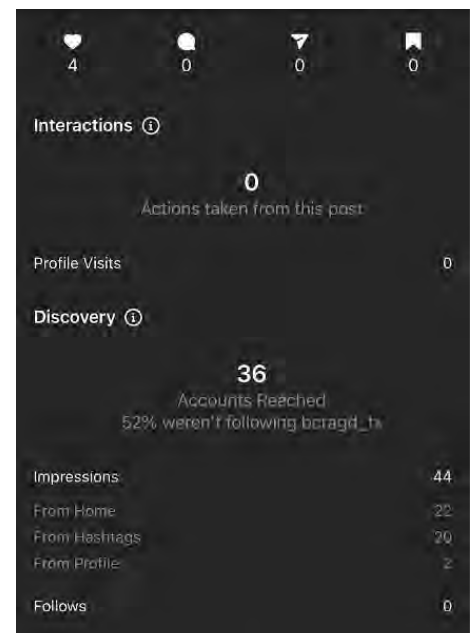 4 0 0 0
Interactions
0
Actions taken from this post
Profile Visits 0
Discovery
36
Accounts Reached
52% weren't following bcragd_tx
Impressions 44
From Home 22
From Hashtags 20
From Profile 2
Follows 0